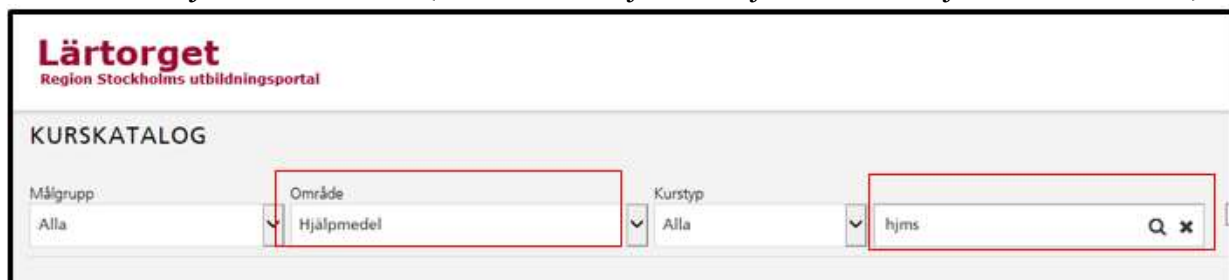 Lärtorget
Region Stockholms utbildningsportal
KURSKATALOG
Målgrupp Område Kurstyp
Alla Hjälpmedel Alla hjms